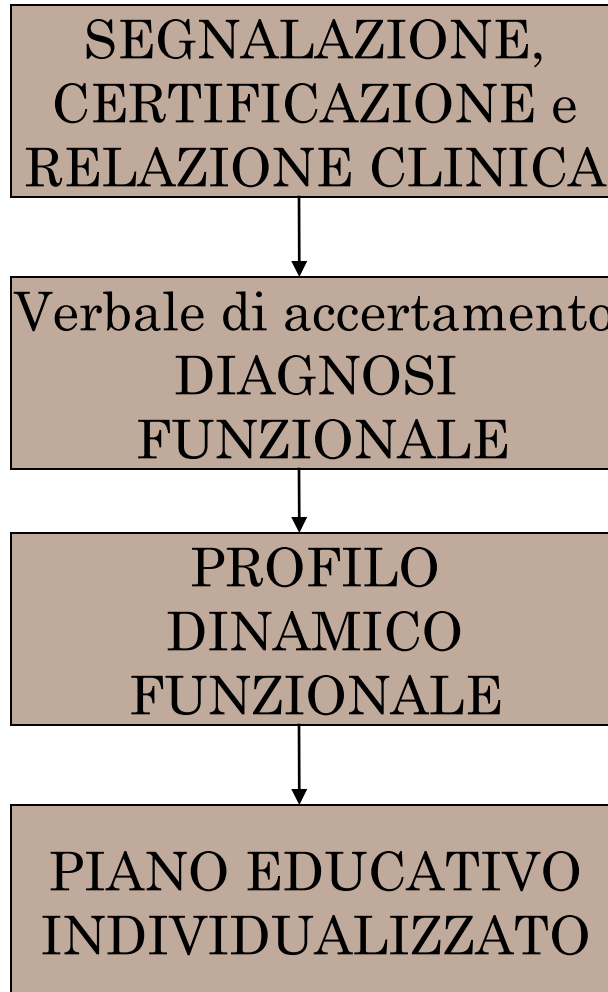 SEGNALAZIONE,
CERTIFICAZIONE e
RELAZIONE CLINICA
Verbale di accertamento
DIAGNOSI
FUNZIONALE
PROFILO
DINAMICO
FUNZIONALE
PIANO EDUCATIVO
INDIVIDUALIZZATO